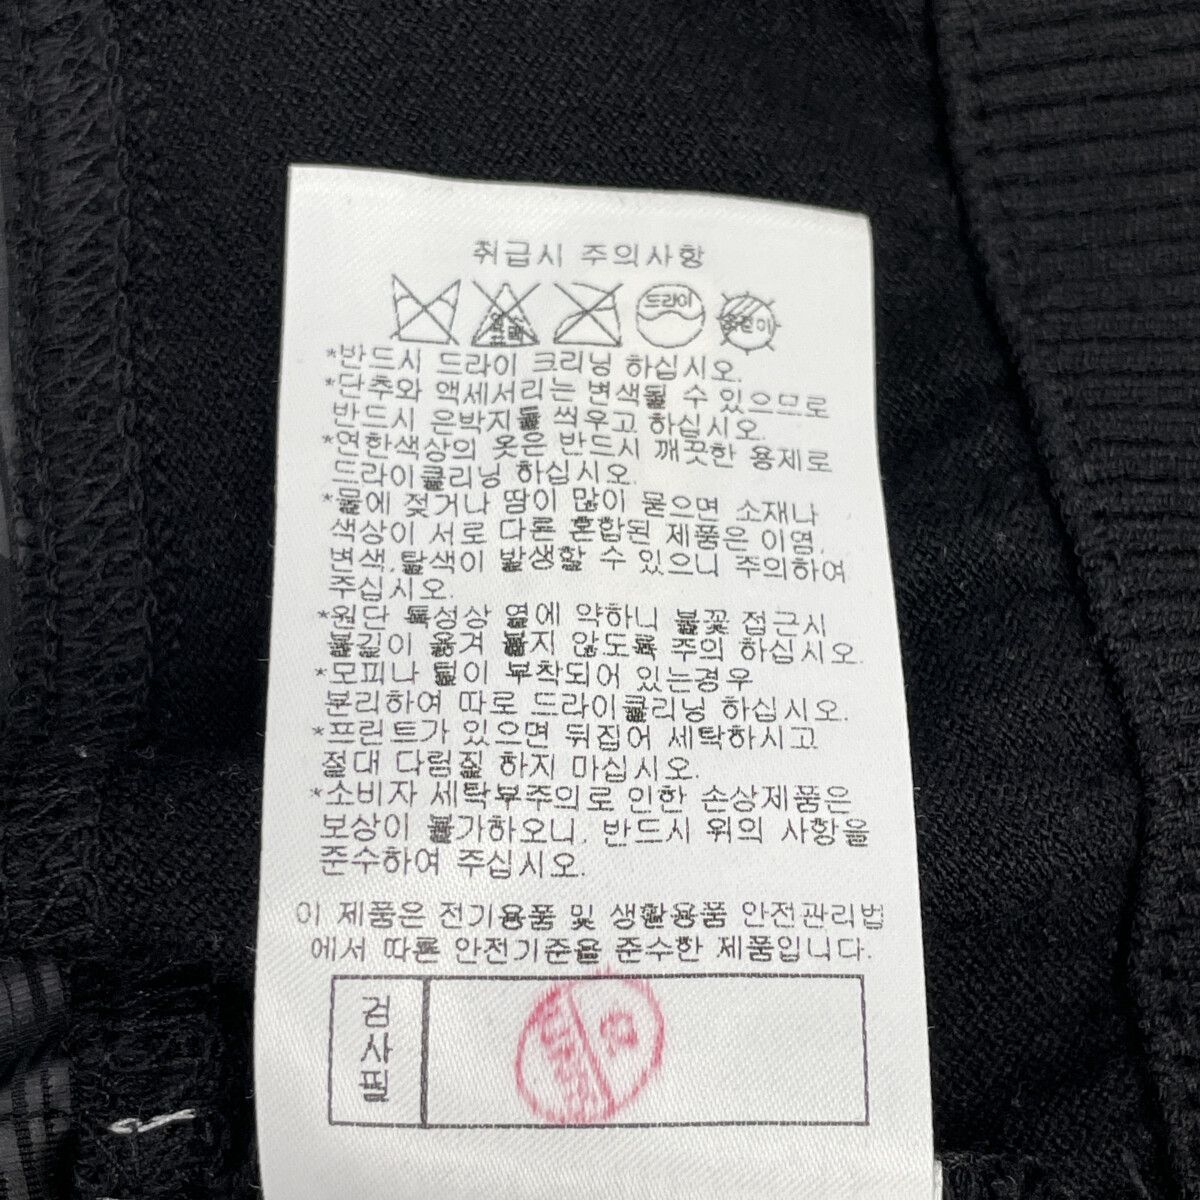 취급시 주의사항
드라이
*반드시 드라이 크리닝 하십시오.
*단추와 액세서리는 변색될 수 있으므로
반드시 은박지를 씌우고 하십시오.
*연한색상의 옷은 반드시 깨끗한 용제로
드라이클리닝 하십시오.
*물에 젖거나 땀이 많이 묻으면 소재나
색상이 서로 다른 혼합된 제품은 이염,
변색,탈색이 발생할 수 있으니 주의하여
주십시오.
*원단 특성상 열에 약하니 불꽃 접근시
불길이 옮겨 붙지 않도록 주의 하십시오.
*모피나 털이 부착되어 있는경우
분리하여 따로 드라이클리닝 하십시오.
*프린트가 있으면 뒤집어 세탁하시고
절대 다림질 하지 마십시오.
*소비자 세탁부주의로 인한 손상제품은
보상이 불가하오니, 반드시 위의 사항을
준수하여 주십시오.
이 제품은 전기용품 및 생활용품 안전관리법
에서 따른 안전기준을 준수한 제품입니다.
검사필